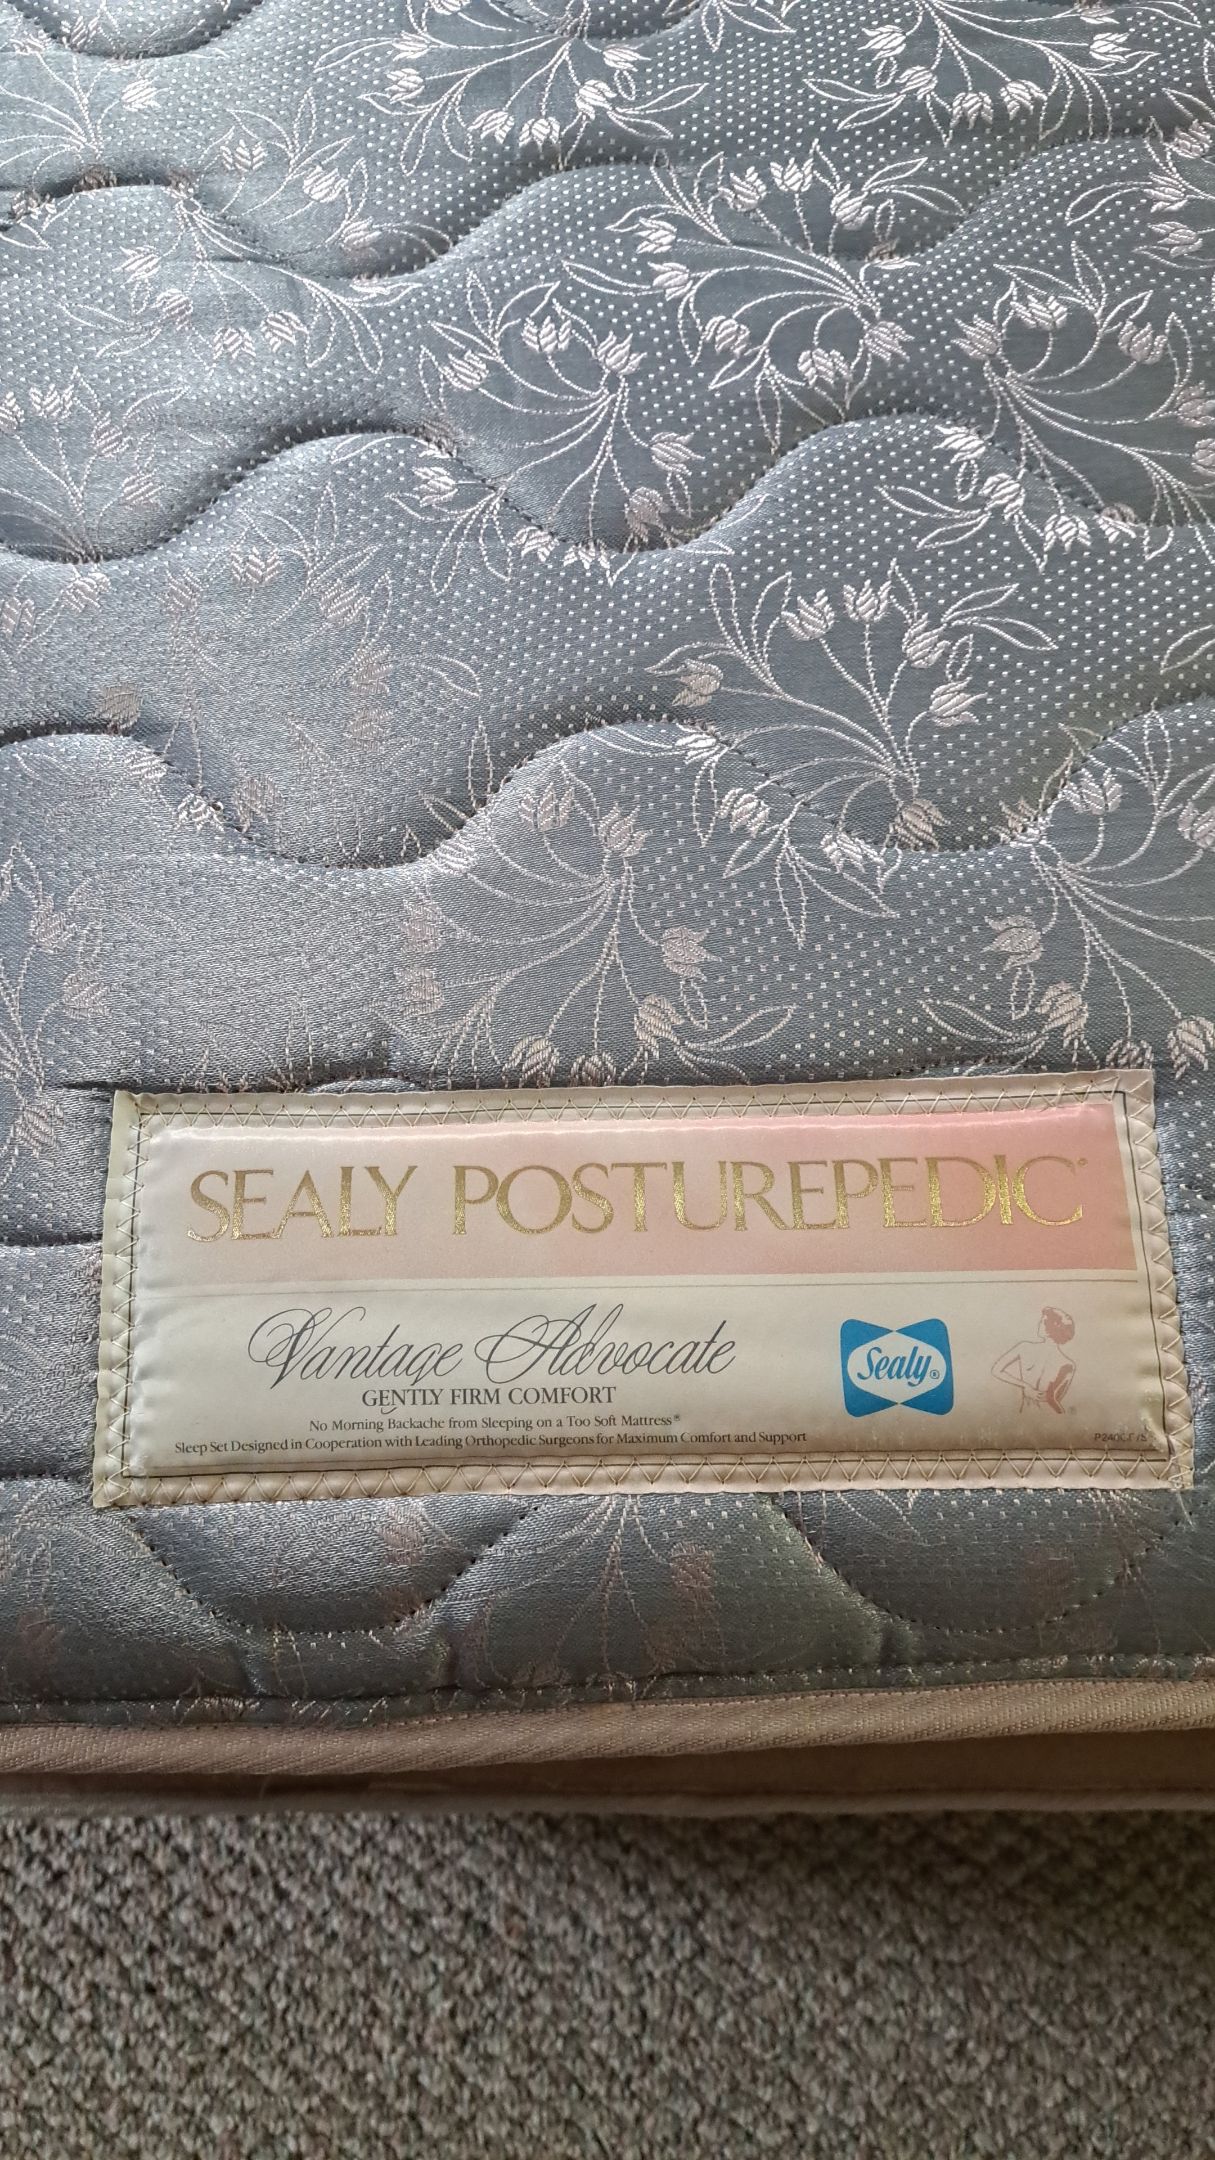 SEALY POSTUREPEDIC®
Vantage Advocate
GENTLY FIRM COMFORT
No Morning Backache from Sleeping on a Too Soft Mattress®
Sleep Set Designed in Cooperation with Leading Orthopedic Surgeons for Maximum Comfort and Support
Sealy®